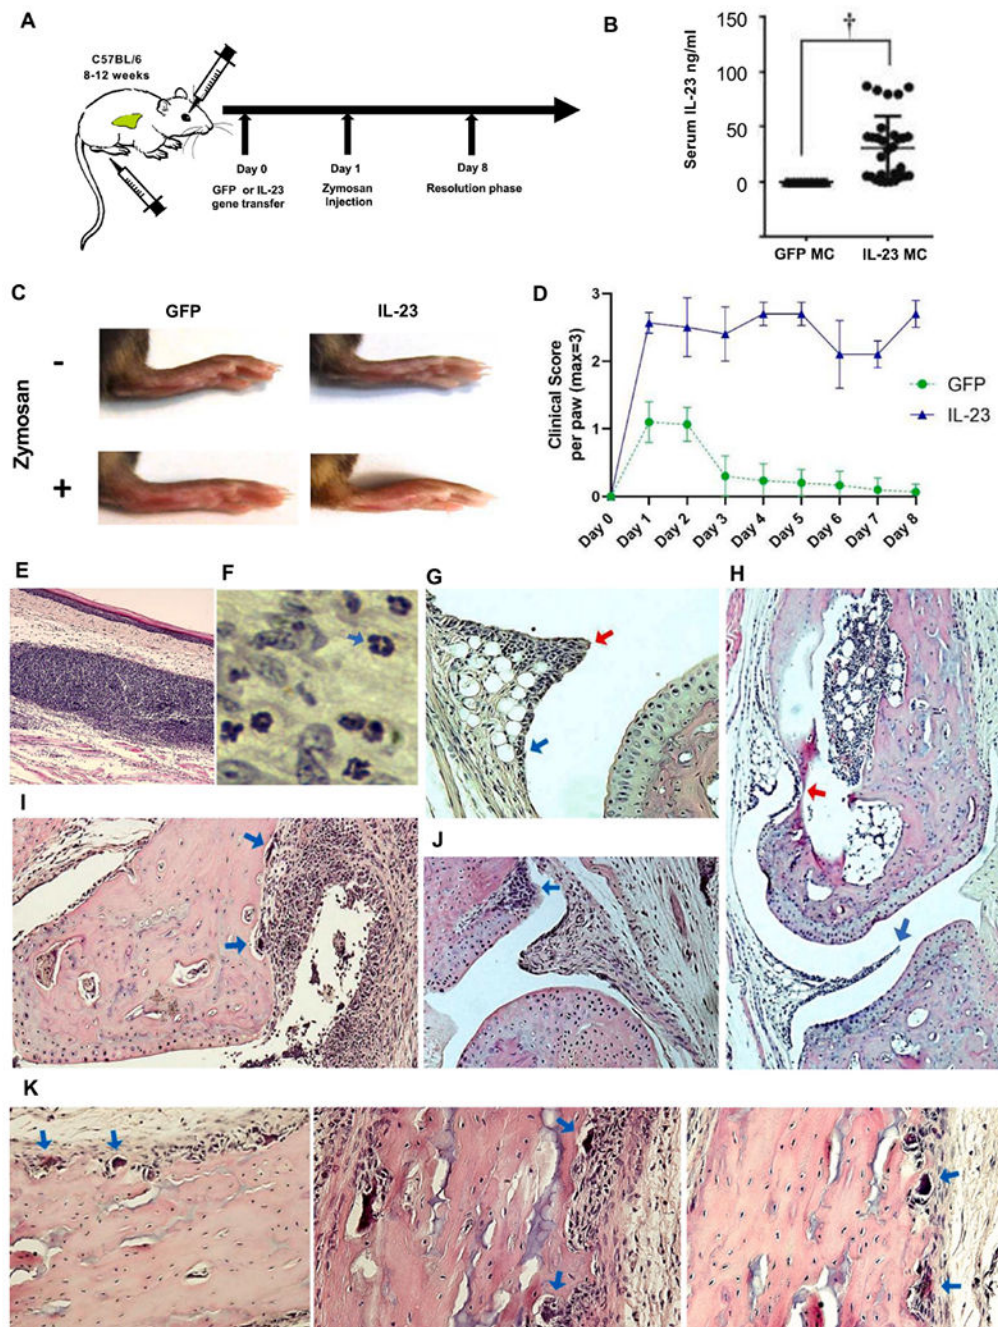 A
C57BL/6
8-12 weeks
Day 0
GFP or IL-23
gene transfer
Day 1
Zymosan
Injection
Day 8
Resolution phase
B
Serum IL-23 ng/ml
150
100
50
0
†
GFP MC
IL-23 MC
C
GFP
IL-23
Zymosan
-
+
D
Clinical Score
per paw (max=3)
3
2
1
0
Day 0
Day 1
Day 2
Day 3
Day 4
Day 5
Day 6
Day 7
Day 8
GFP
IL-23
E
F
G
H
I
J
K